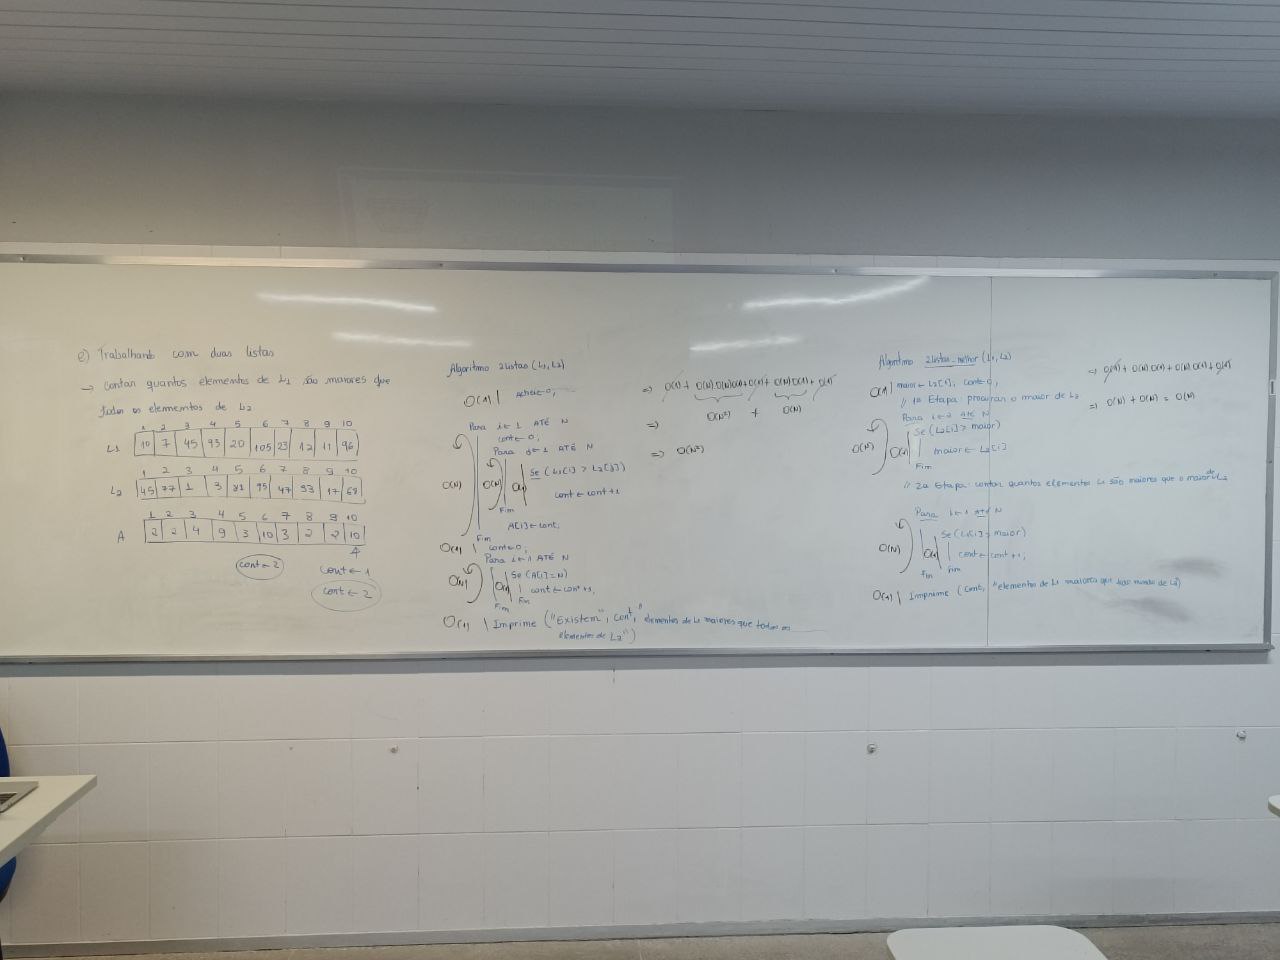 e) Trabalhando com duas listas
→ contar quantos elementos de L1 são maiores que
todos os elementos de L2
1 2 3 4 5 6 7 8 9 10
L1 10 7 45 93 20 105 23 12 11 96
1 2 3 4 5 6 7 8 9 10
L2 45 77 1 3 81 95 47 93 17 68
1 2 3 4 5 6 7 8 9 10
A 2 2 4 9 3 10 3 2 2 10
cont ← 2
cont ← 1
cont ← 2
Algoritmo 2listas (L1, L2)
O(1) | ← 0;
Para i ← 1 ATÉ N
cont ← 0;
Para j ← 1 ATÉ N
O(N) O(N) O(1) Se (L1[i] > L2[j])
cont ← cont + 1
Fim
A[i] ← cont;
Fim
O(1) | cont ← 0;
Para i ← 1 ATÉ N
O(N) O(1) Se (A[i] = N)
cont ← cont + 1;
Fim
Fim
O(1) | Imprime ("Existem", cont, "elementos de L1 maiores que todos os
elementos de L2")
⇒ O(1) + O(N).O(N).O(1) + O(1) + O(N).O(1) + O(1)
⇒ O(N²) + O(N)
⇒ O(N²)
Algoritmo 2listas-melhor (L1, L2)
O(1) | maior ← L2[1]; cont ← 0;
// 1a Etapa: procurar o maior de L2
Para i ← 2 ATÉ N
O(N) O(1) Se (L2[i] > maior)
maior ← L2[i]
Fim
// 2a Etapa: contar quantos elementos L1 são maiores que o maior de L2
Para i ← 1 ATÉ N
O(N) O(1) Se (L1[i] > maior)
cont ← cont + 1;
Fim
Fim
O(1) | Imprime (cont, "elementos de L1 maiores que de L2)
⇒ O(1) + O(N).O(1) + O(N).O(1) + O(1)
⇒ O(N) + O(N) = O(N)